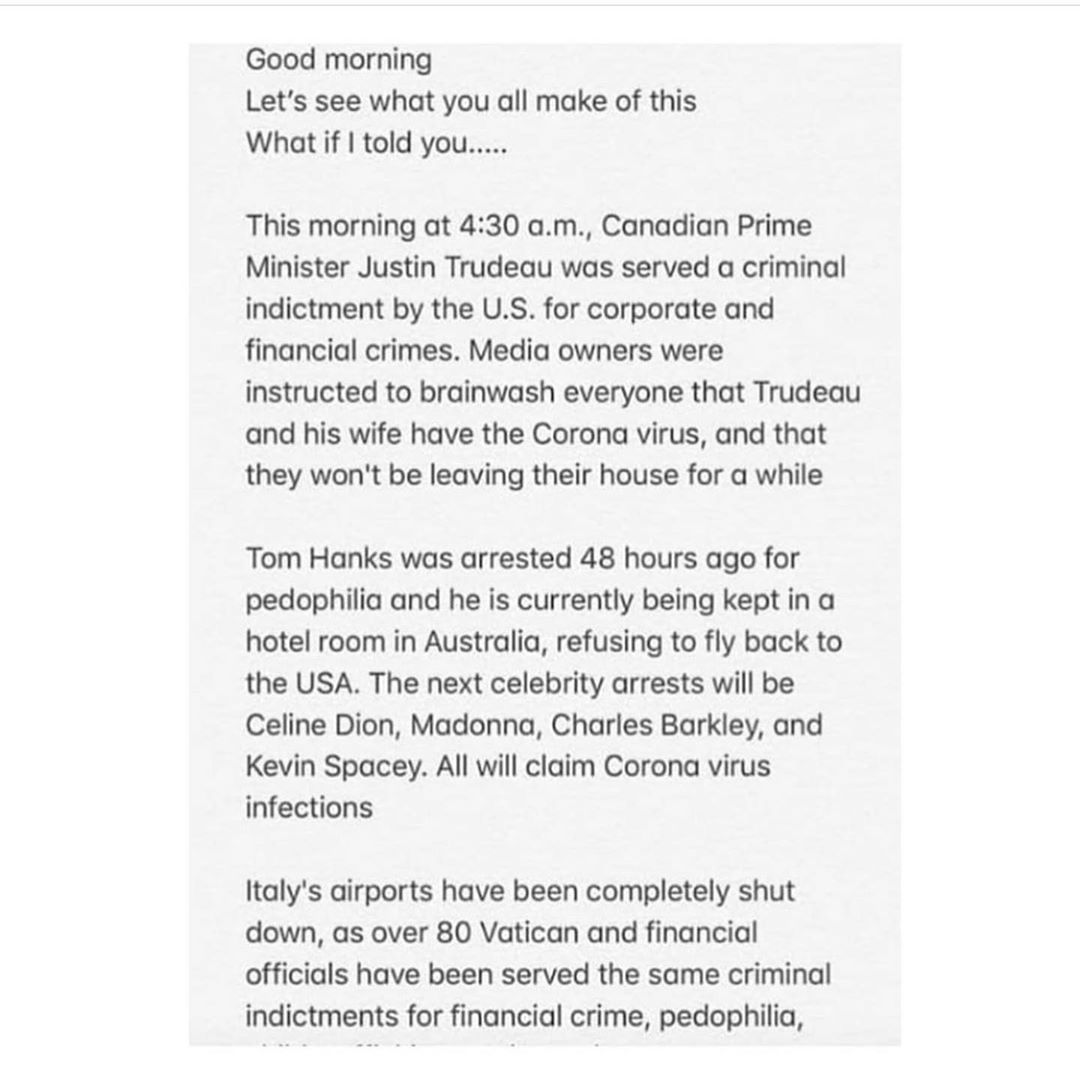 Good morning
Let's see what you all make of this
What if I told you.....
This morning at 4:30 a.m., Canadian Prime
Minister Justin Trudeau was served a criminal
indictment by the U.S. for corporate and
financial crimes. Media owners were
instructed to brainwash everyone that Trudeau
and his wife have the Corona virus, and that
they won't be leaving their house for a while
Tom Hanks was arrested 48 hours ago for
pedophilia and he is currently being kept in a
hotel room in Australia, refusing to fly back to
the USA. The next celebrity arrests will be
Celine Dion, Madonna, Charles Barkley, and
Kevin Spacey. All will claim Corona virus
infections
Italy's airports have been completely shut
down, as over 80 Vatican and financial
officials have been served the same criminal
indictments for financial crime, pedophilia,